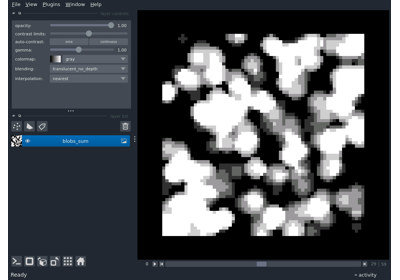 File View Plugins Window Help
opacity: 1.00
contrast limits:
auto-contrast: once continuous
gamma: 1.00
colormap: gray
blending: translucent_no_depth
interpolation: nearest
blobs_sum
Ready
activity